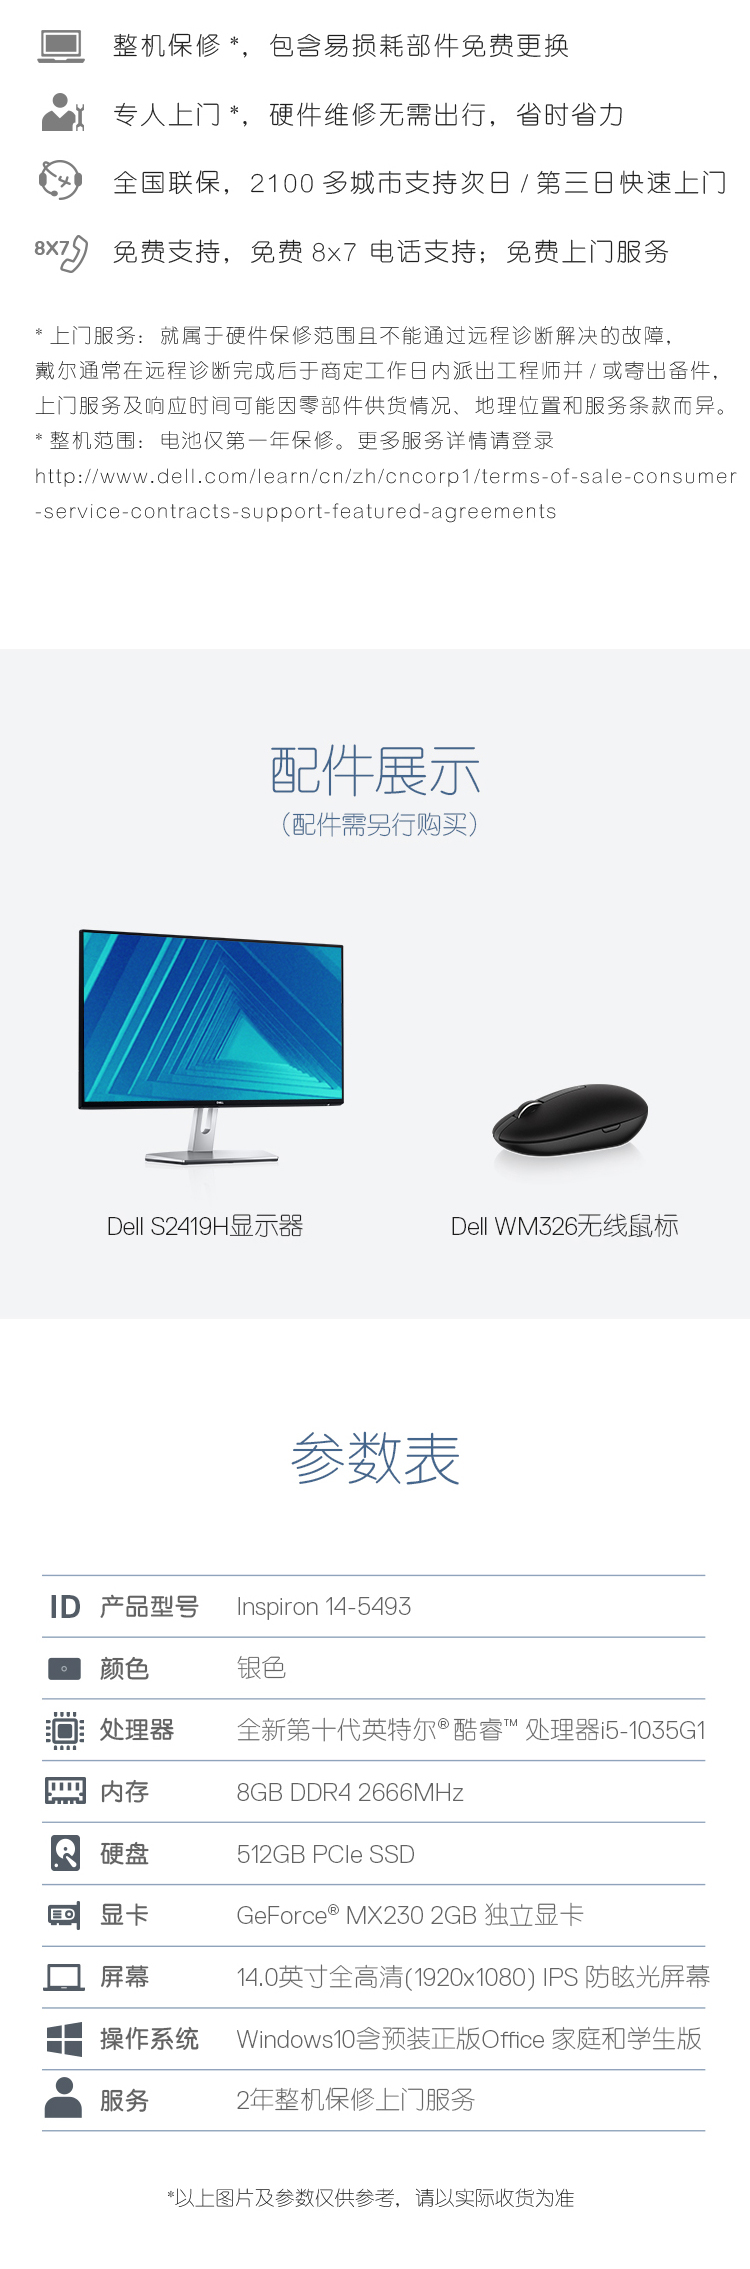 整机保修 *，包含易损耗部件免费更换
专人上门 *，硬件维修无需出行，省时省力
全国联保，2100 多城市支持次日 / 第三日快速上门
8X7 免费支持，免费 8x7 电话支持；免费上门服务
* 上门服务：就属于硬件保修范围且不能通过远程诊断解决的故障，
戴尔通常在远程诊断完成后于商定工作日内派出工程师并 / 或寄出备件，
上门服务及响应时间可能因零部件供货情况、地理位置和服务条款而异。
* 整机范围：电池仅第一年保修。更多服务详情请登录
http://www.dell.com/learn/cn/zh/cncorp1/terms-of-sale-consumer
-service-contracts-support-featured-agreements
配件展示
（配件需另行购买）
DELL
Dell S2419H显示器
Dell WM326无线鼠标
参数表
ID 产品型号 Inspiron 14-5493
颜色 银色
处理器 全新第十代英特尔®酷睿™ 处理器i5-1035G1
内存 8GB DDR4 2666MHz
硬盘 512GB PCIe SSD
显卡 GeForce® MX230 2GB 独立显卡
屏幕 14.0英寸全高清(1920x1080) IPS 防眩光屏幕
操作系统 Windows10含预装正版Office 家庭和学生版
服务 2年整机保修上门服务
*以上图片及参数仅供参考，请以实际收货为准